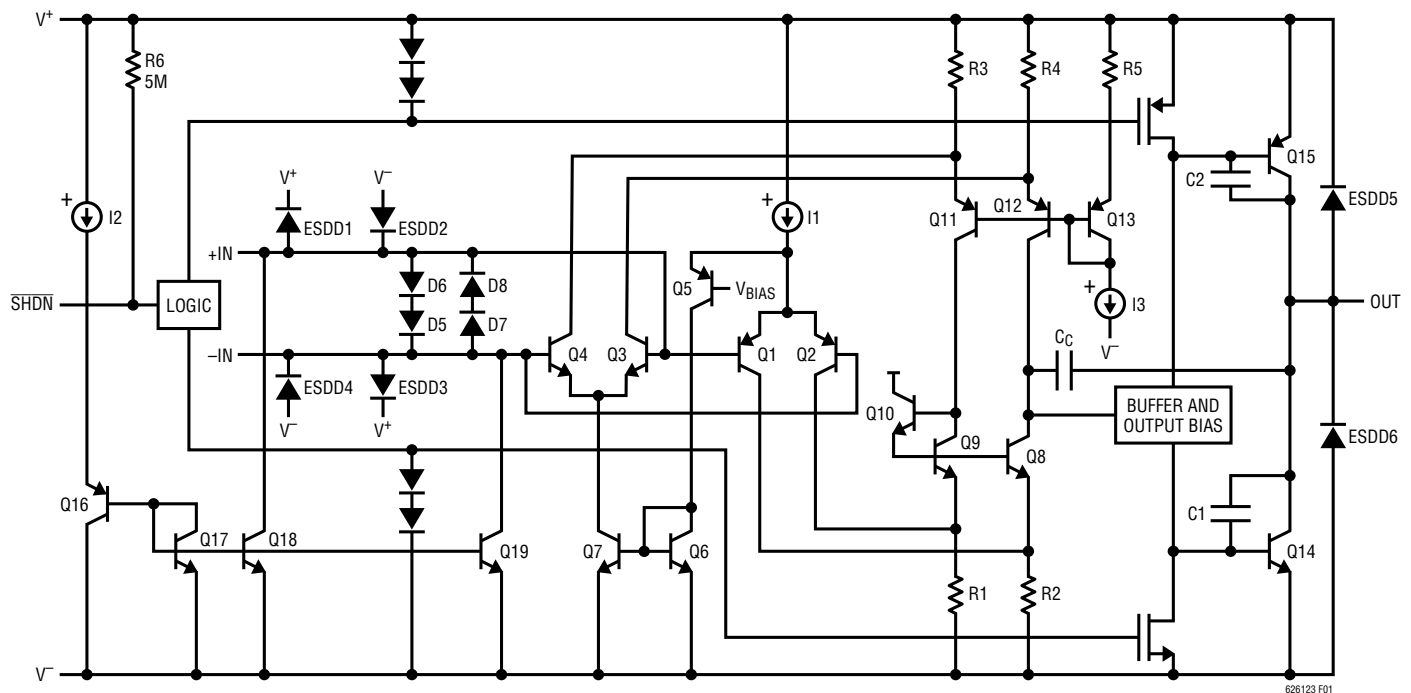 V+
R6
5M
R3
R4
R5
Q15
C2
V+
V−
I2
ESDD1
ESDD2
I1
Q11
Q12
Q13
ESDD5
+IN
D6
D8
Q5
VBIAS
I3
SHDN
LOGIC
OUT
D5
D7
V−
−IN
Q4
Q3
Q1
Q2
CC
ESDD4
ESDD3
V−
V+
Q10
BUFFER AND
OUTPUT BIAS
Q9
Q8
ESDD6
Q16
C1
Q17
Q18
Q19
Q7
Q6
Q14
R1
R2
V−
626123 F01